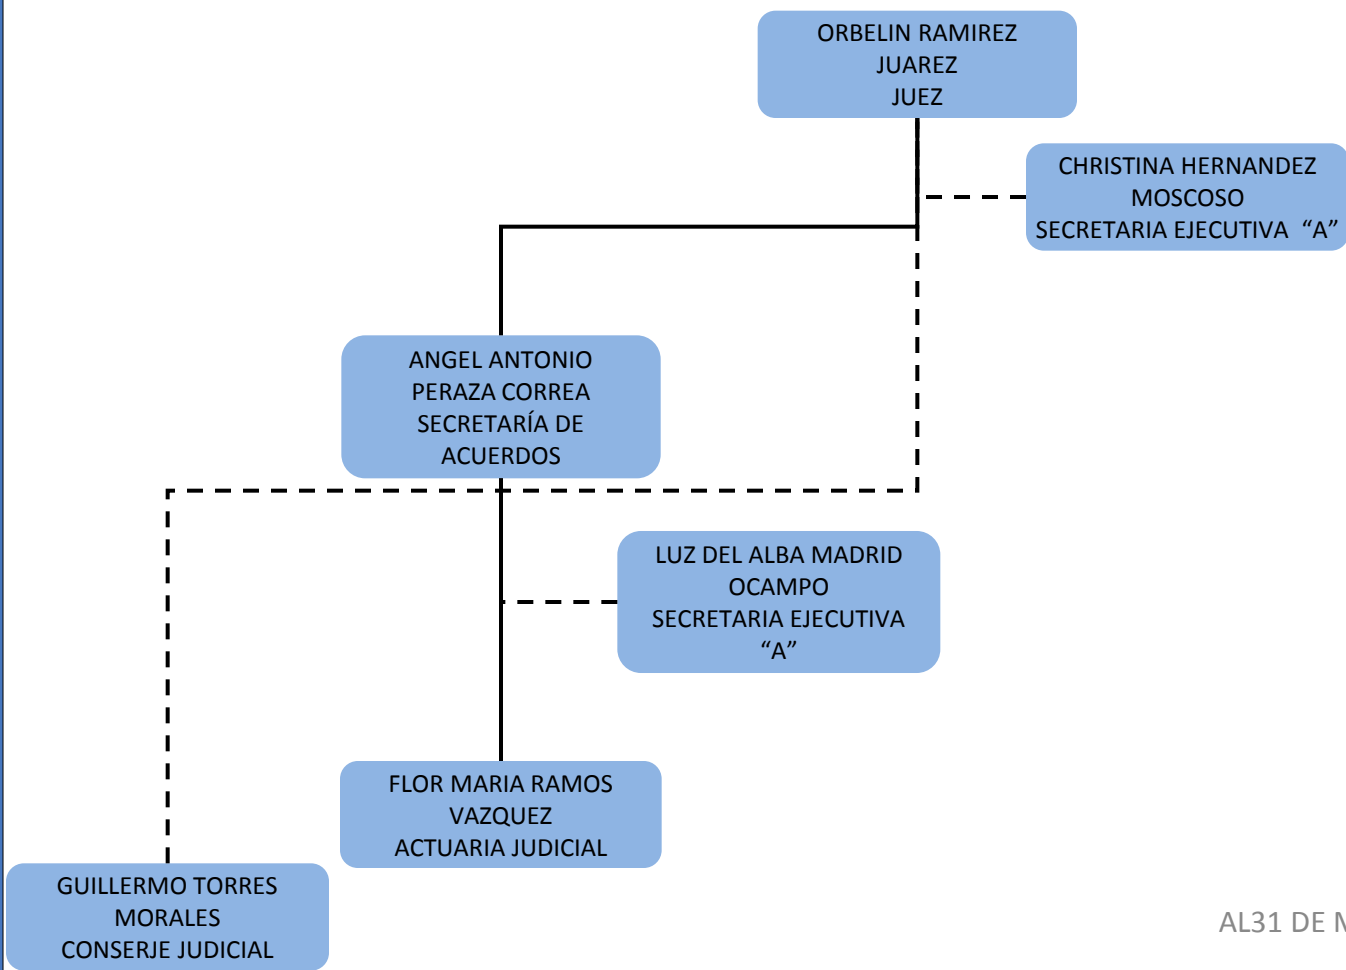 ORBELIN RAMIREZ
JUAREZ
JUEZ
CHRISTINA HERNANDEZ
MOSCOSO
SECRETARIA EJECUTIVA “A”
ANGEL ANTONIO
PERAZA CORREA
SECRETARÍA DE
ACUERDOS
LUZ DEL ALBA MADRID
OCAMPO
SECRETARIA EJECUTIVA
“A”
FLOR MARIA RAMOS
VAZQUEZ
ACTUARIA JUDICIAL
GUILLERMO TORRES
MORALES
CONSERJE JUDICIAL
AL31 DE